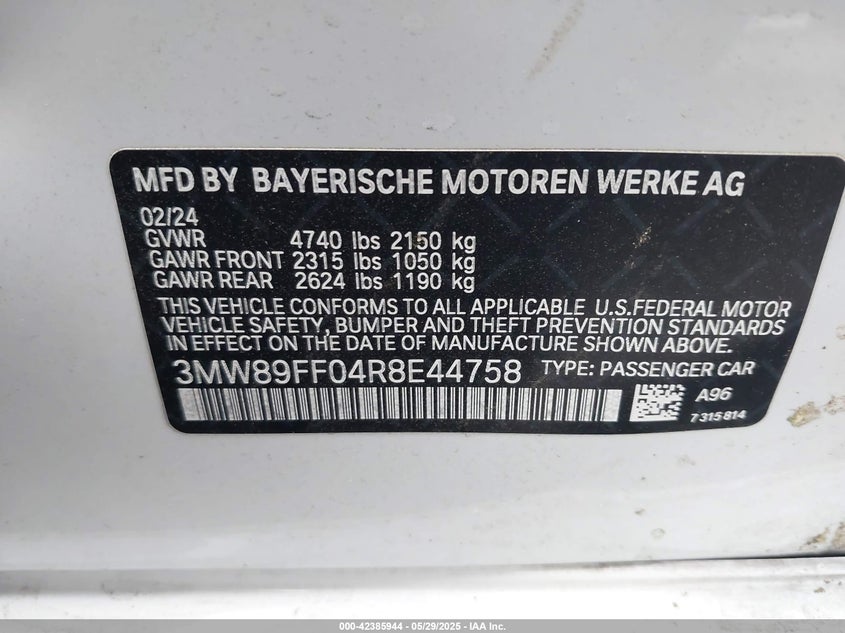 MFD BY BAYERISCHE MOTOREN WERKE AG
02/24
GVWR 4740 lbs 2150 kg
GAWR FRONT 2315 lbs 1050 kg
GAWR REAR 2624 lbs 1190 kg
THIS VEHICLE CONFORMS TO ALL APPLICABLE U.S.FEDERAL MOTOR
VEHICLE SAFETY, BUMPER AND THEFT PREVENTION STANDARDS
IN EFFECT ON THE DATE OF MANUFACTURE SHOWN ABOVE.
3MW89FF04R8E44758 TYPE: PASSENGER CAR
A96
7315814
000-42385944 - 05/29/2025 - IAA Inc.